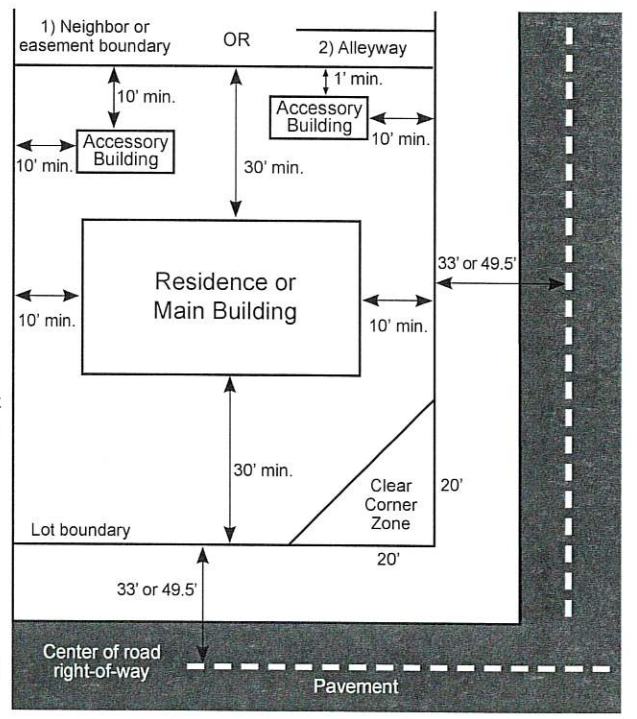 1) Neighbor or
easement boundary
OR
2) Alleyway
1' min.
10' min.
Accessory
Building
10' min.
Accessory
Building
10' min.
30' min.
33' or 49.5'
Residence or
Main Building
10' min.
10' min.
30' min.
Clear
Corner
Zone
20'
Lot boundary
20'
33' or 49.5'
Center of road
right-of-way
Pavement